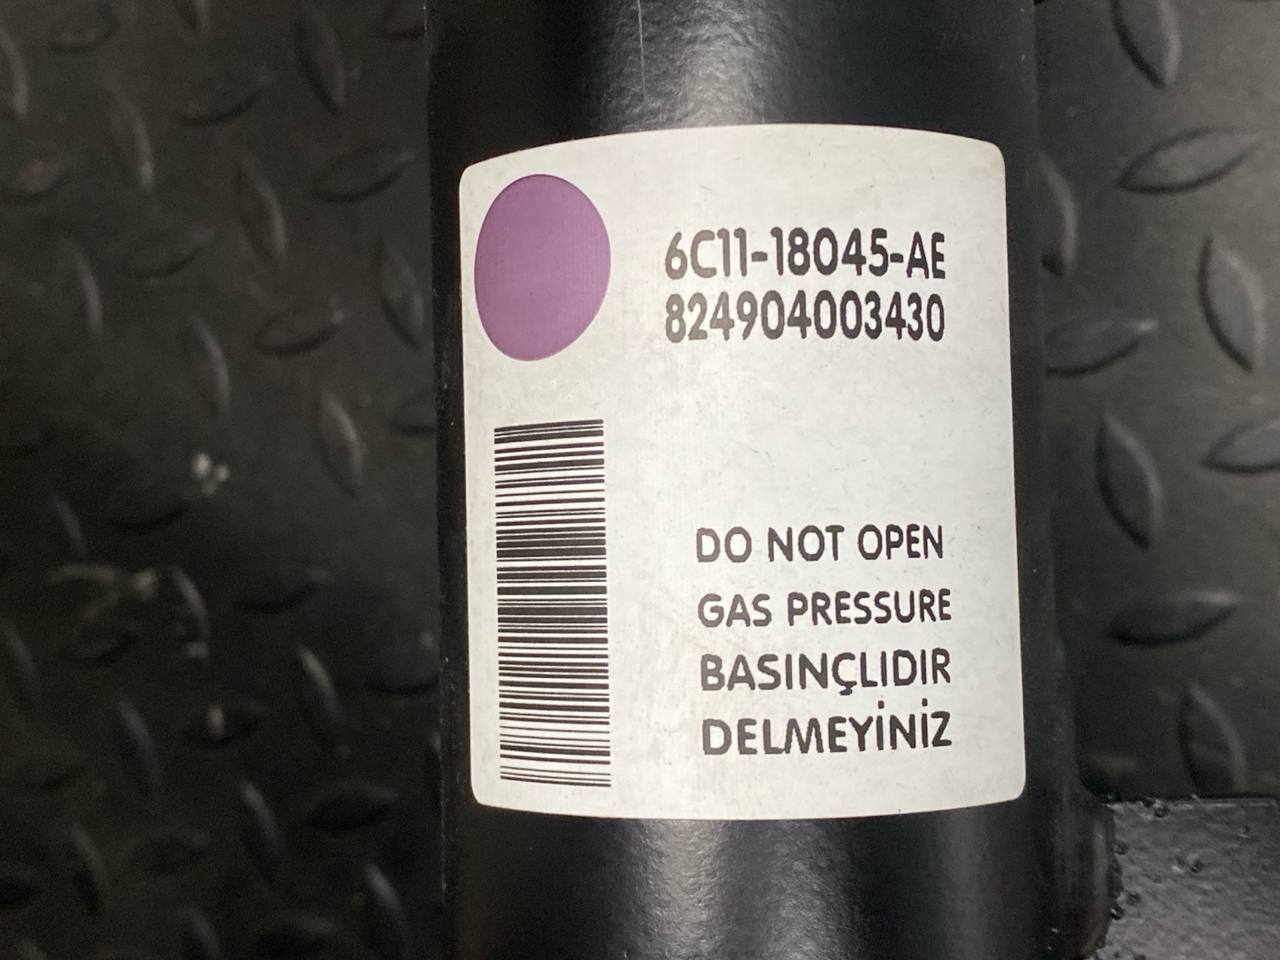 6C11-18045-AE
824904003430
DO NOT OPEN
GAS PRESSURE
BASINÇLIDIR
DELMEYİNİZ